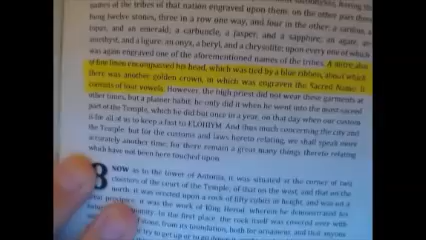 names of the tribes of that nation engraved upon them: on the other part there
hung twelve stones, three in a row one way, and four in the other; a sardius, a
topaz, and an emerald; a carbuncle, a jasper, and a sapphire; an agate, an
amethyst, and a ligure; an onyx, a beryl, and a chrysolite; upon every one of which
was again engraved one of the aforementioned names of the tribes. A mitre also
of fine linen encompassed his head, which was tied by a blue ribbon, about which
there was another golden crown, in which was engraven the Sacred Name: it
consists of four vowels. However, the high priest did not wear these garments at
other times, but a plainer habit; he only did it when he went into the most sacred
part of the Temple, which he did but once in a year, on that day when our custom
is for all of us to keep a fast to ELOHIYM. And thus much concerning the city and
the Temple; but for the customs and laws hereto relating, we shall speak more
accurately another time; for there remain a great many things thereto relating
which have not been here touched upon.
8 NOW as to the tower of Antonia, it was situated at the corner of two
cloisters of the court of the Temple; of that on the west, and that on the
north; it was erected upon a rock of fifty cubits in height, and was on a
great precipice; it was the work of King Herod, wherein he demonstrated his
In the first place, the rock itself was covered over with
of stone, from its foundation, both for ornament, and that anyone
try to get up or to